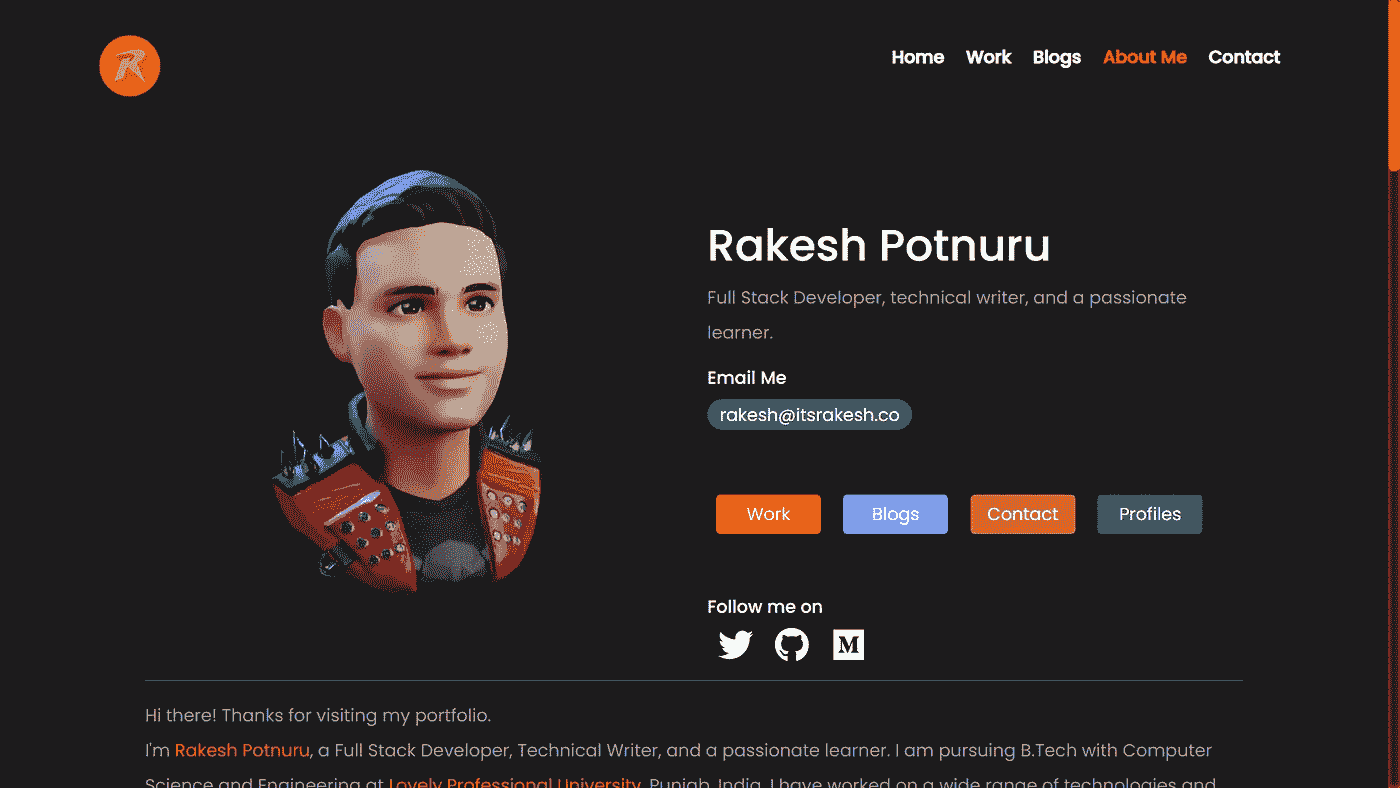 R
Home Work Blogs About Me Contact
Rakesh Potnuru
Full Stack Developer, technical writer, and a passionate
learner.
Email Me
rakesh@itsrakesh.co
Work Blogs Contact Profiles
Follow me on
M
Hi there! Thanks for visiting my portfolio.
I'm Rakesh Potnuru, a Full Stack Developer, Technical Writer, and a passionate learner. I am pursuing B.Tech with Computer
Science and Engineering at Lovely Professional University, Punjab, India. I have worked on a wide range of technologies and